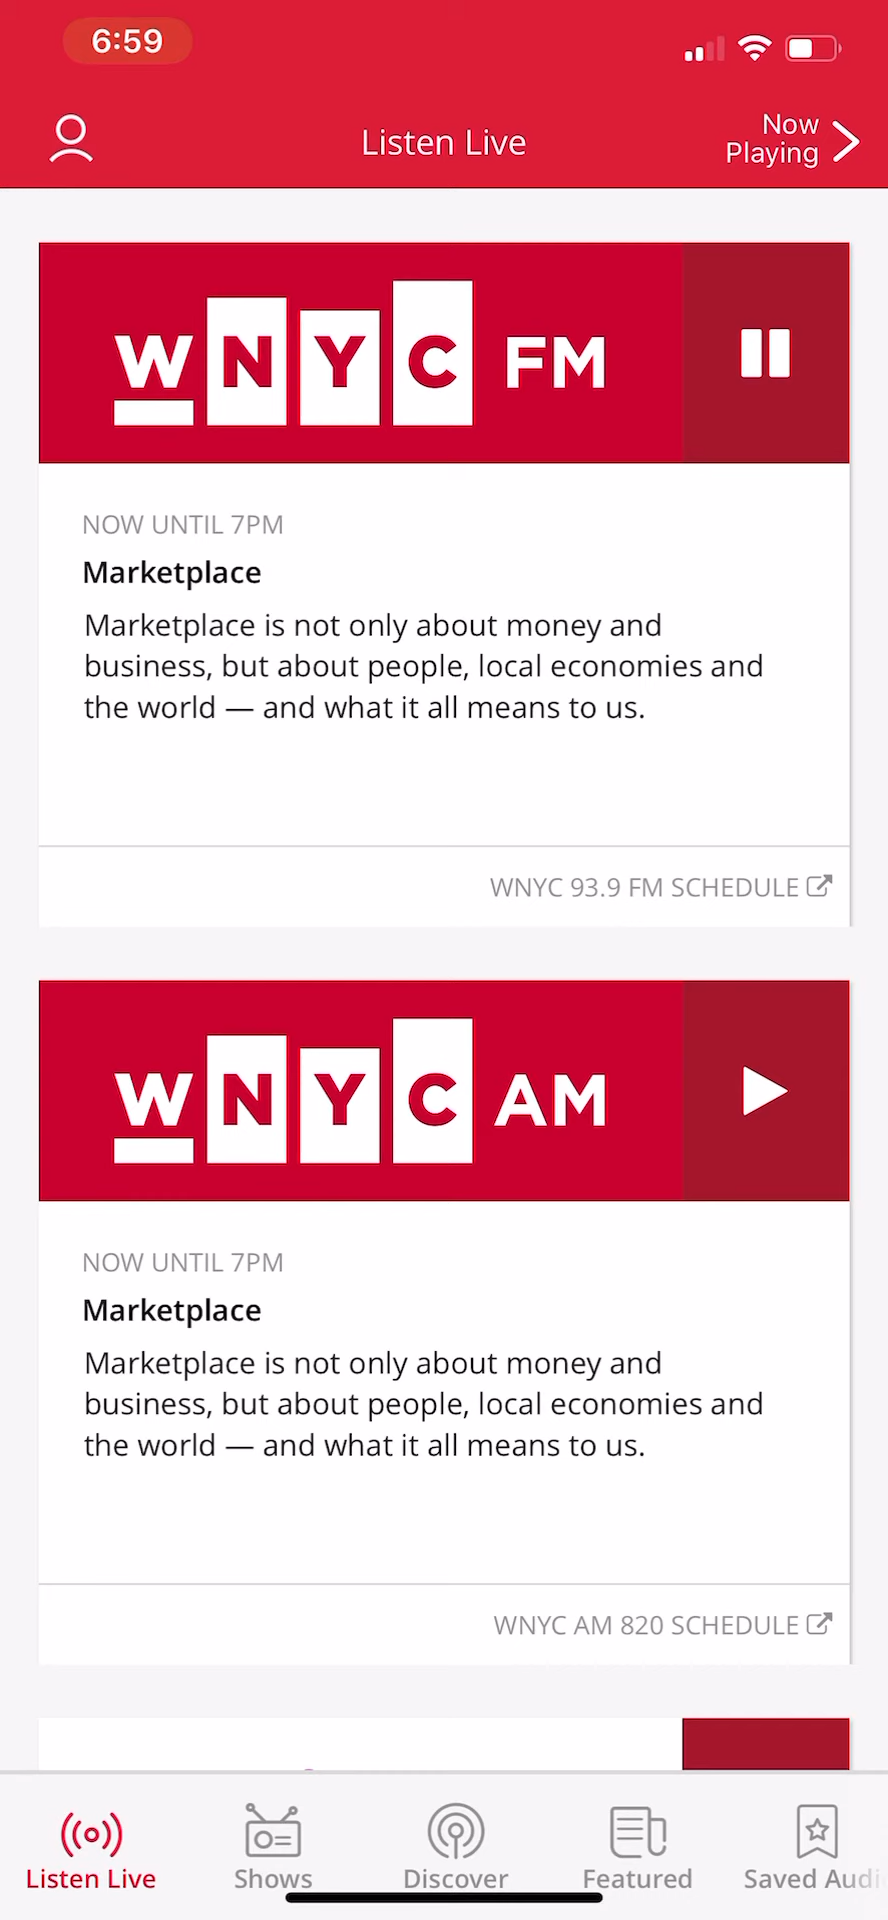 6:59
Listen Live
Now
Playing
WNYC FM
NOW UNTIL 7PM
Marketplace
Marketplace is not only about money and
business, but about people, local economies and
the world — and what it all means to us.
WNYC 93.9 FM SCHEDULE
WNYC AM
NOW UNTIL 7PM
Marketplace
Marketplace is not only about money and
business, but about people, local economies and
the world — and what it all means to us.
WNYC AM 820 SCHEDULE
Listen Live
Shows
Discover
Featured
Saved Audi